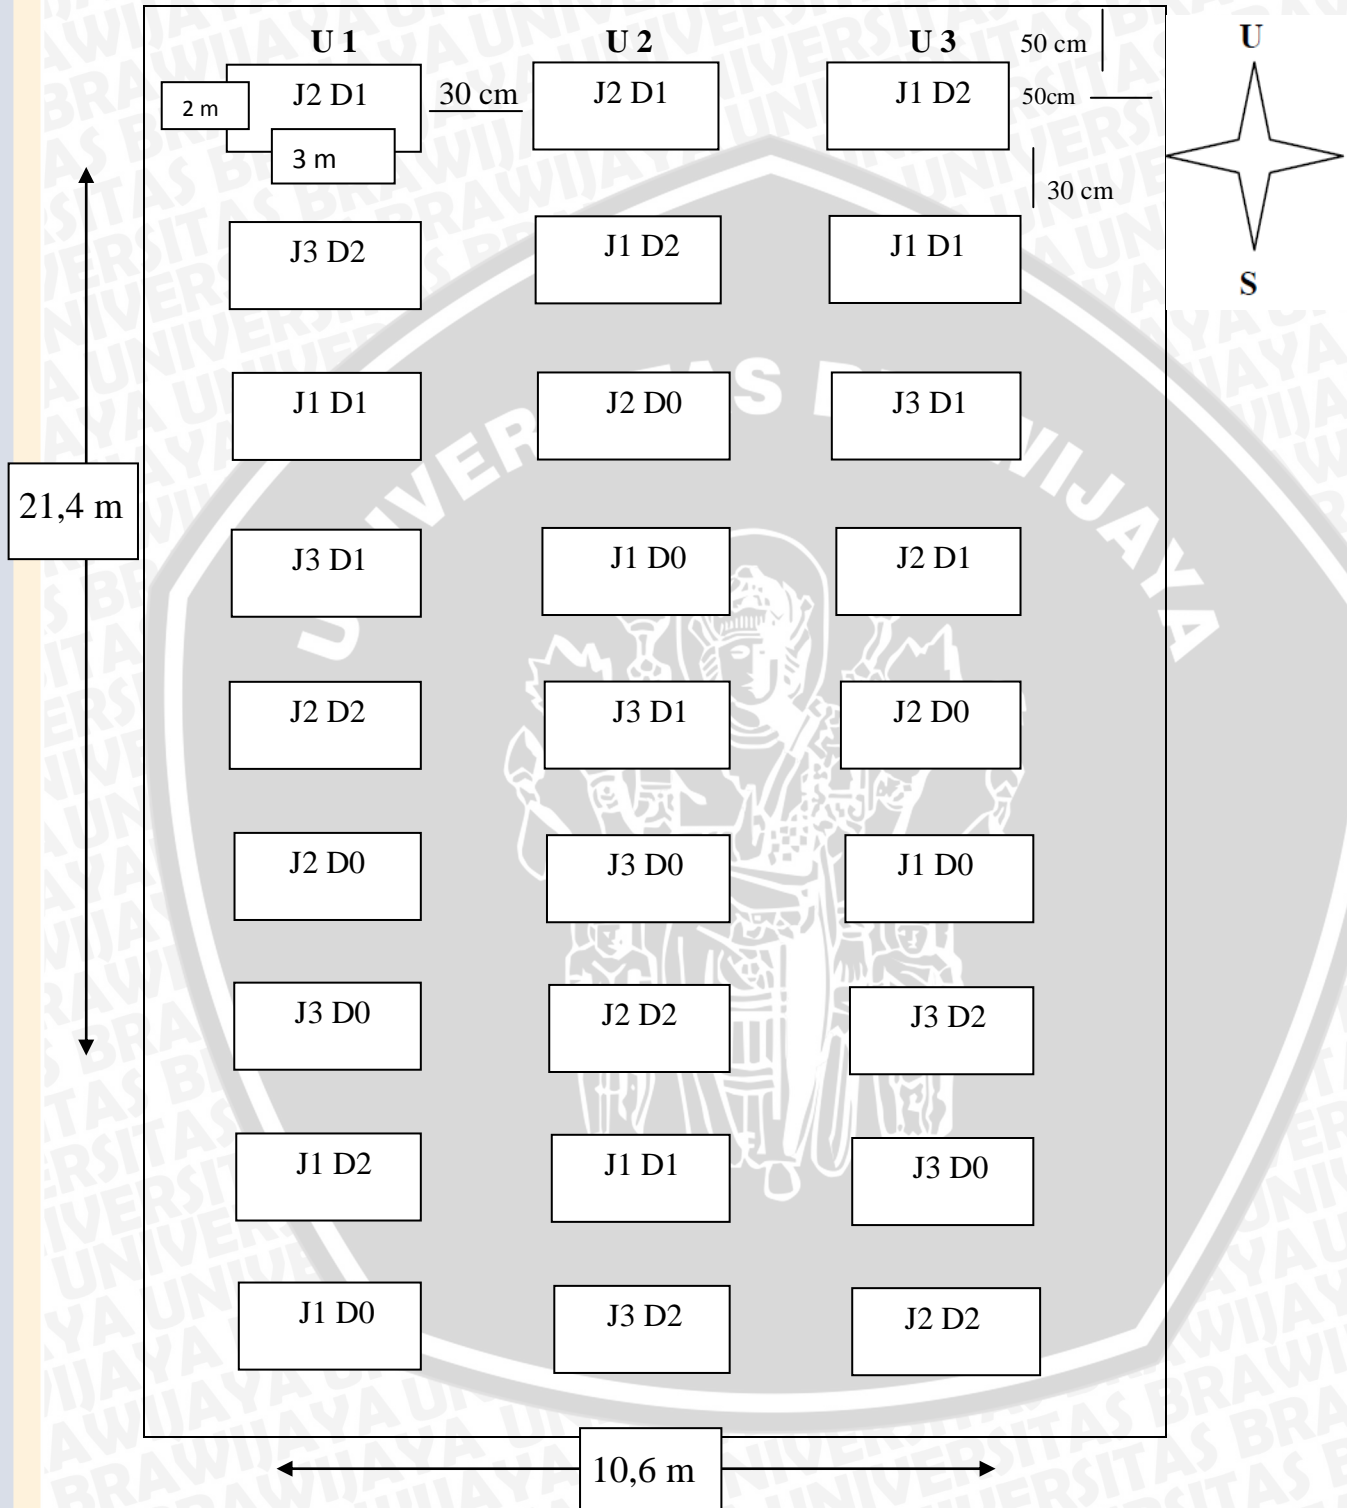 U 1 U 2 U 3 50 cm U
2 m J2 D1 30 cm J2 D1 J1 D2 50cm
3 m
30 cm
J3 D2 J1 D2 J1 D1
S
J1 D1 J2 D0 J3 D1
21,4 m
J3 D1 J1 D0 J2 D1
J2 D2 J3 D1 J2 D0
J2 D0 J3 D0 J1 D0
J3 D0 J2 D2 J3 D2
J1 D2 J1 D1 J3 D0
J1 D0 J3 D2 J2 D2
10,6 m